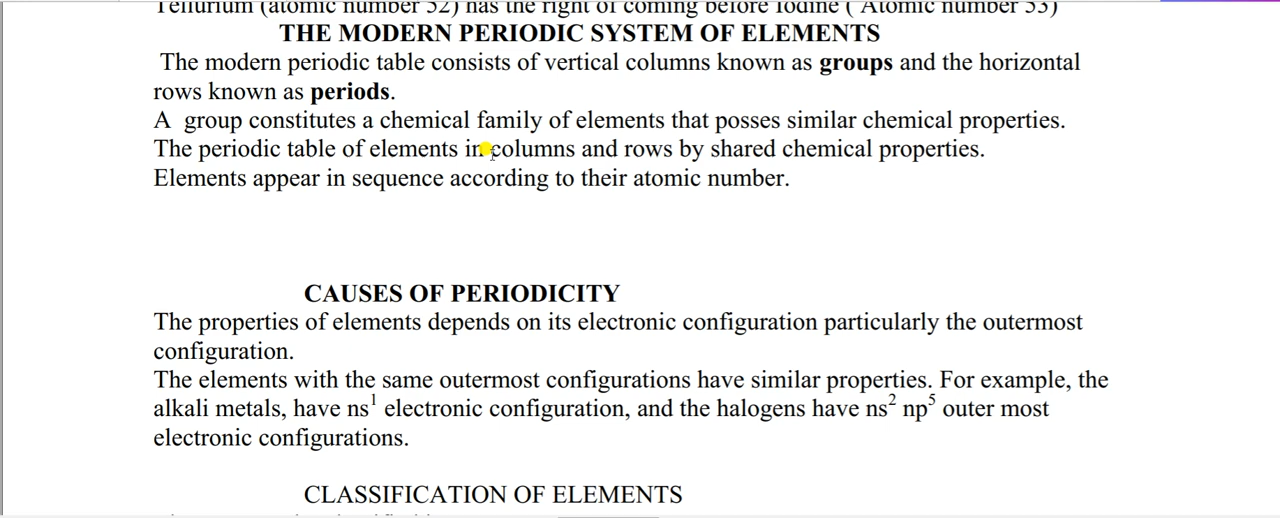 Tellurium (atomic number 52) has the right of coming before Iodine ( Atomic number 53)
THE MODERN PERIODIC SYSTEM OF ELEMENTS
The modern periodic table consists of vertical columns known as groups and the horizontal
rows known as periods.
A  group constitutes a chemical family of elements that posses similar chemical properties.
The periodic table of elements in columns and rows by shared chemical properties.
Elements appear in sequence according to their atomic number.
CAUSES OF PERIODICITY
The properties of elements depends on its electronic configuration particularly the outermost
configuration.
The elements with the same outermost configurations have similar properties. For example, the
alkali metals, have ns¹ electronic configuration, and the halogens have ns² np⁵ outer most
electronic configurations.
CLASSIFICATION OF ELEMENTS